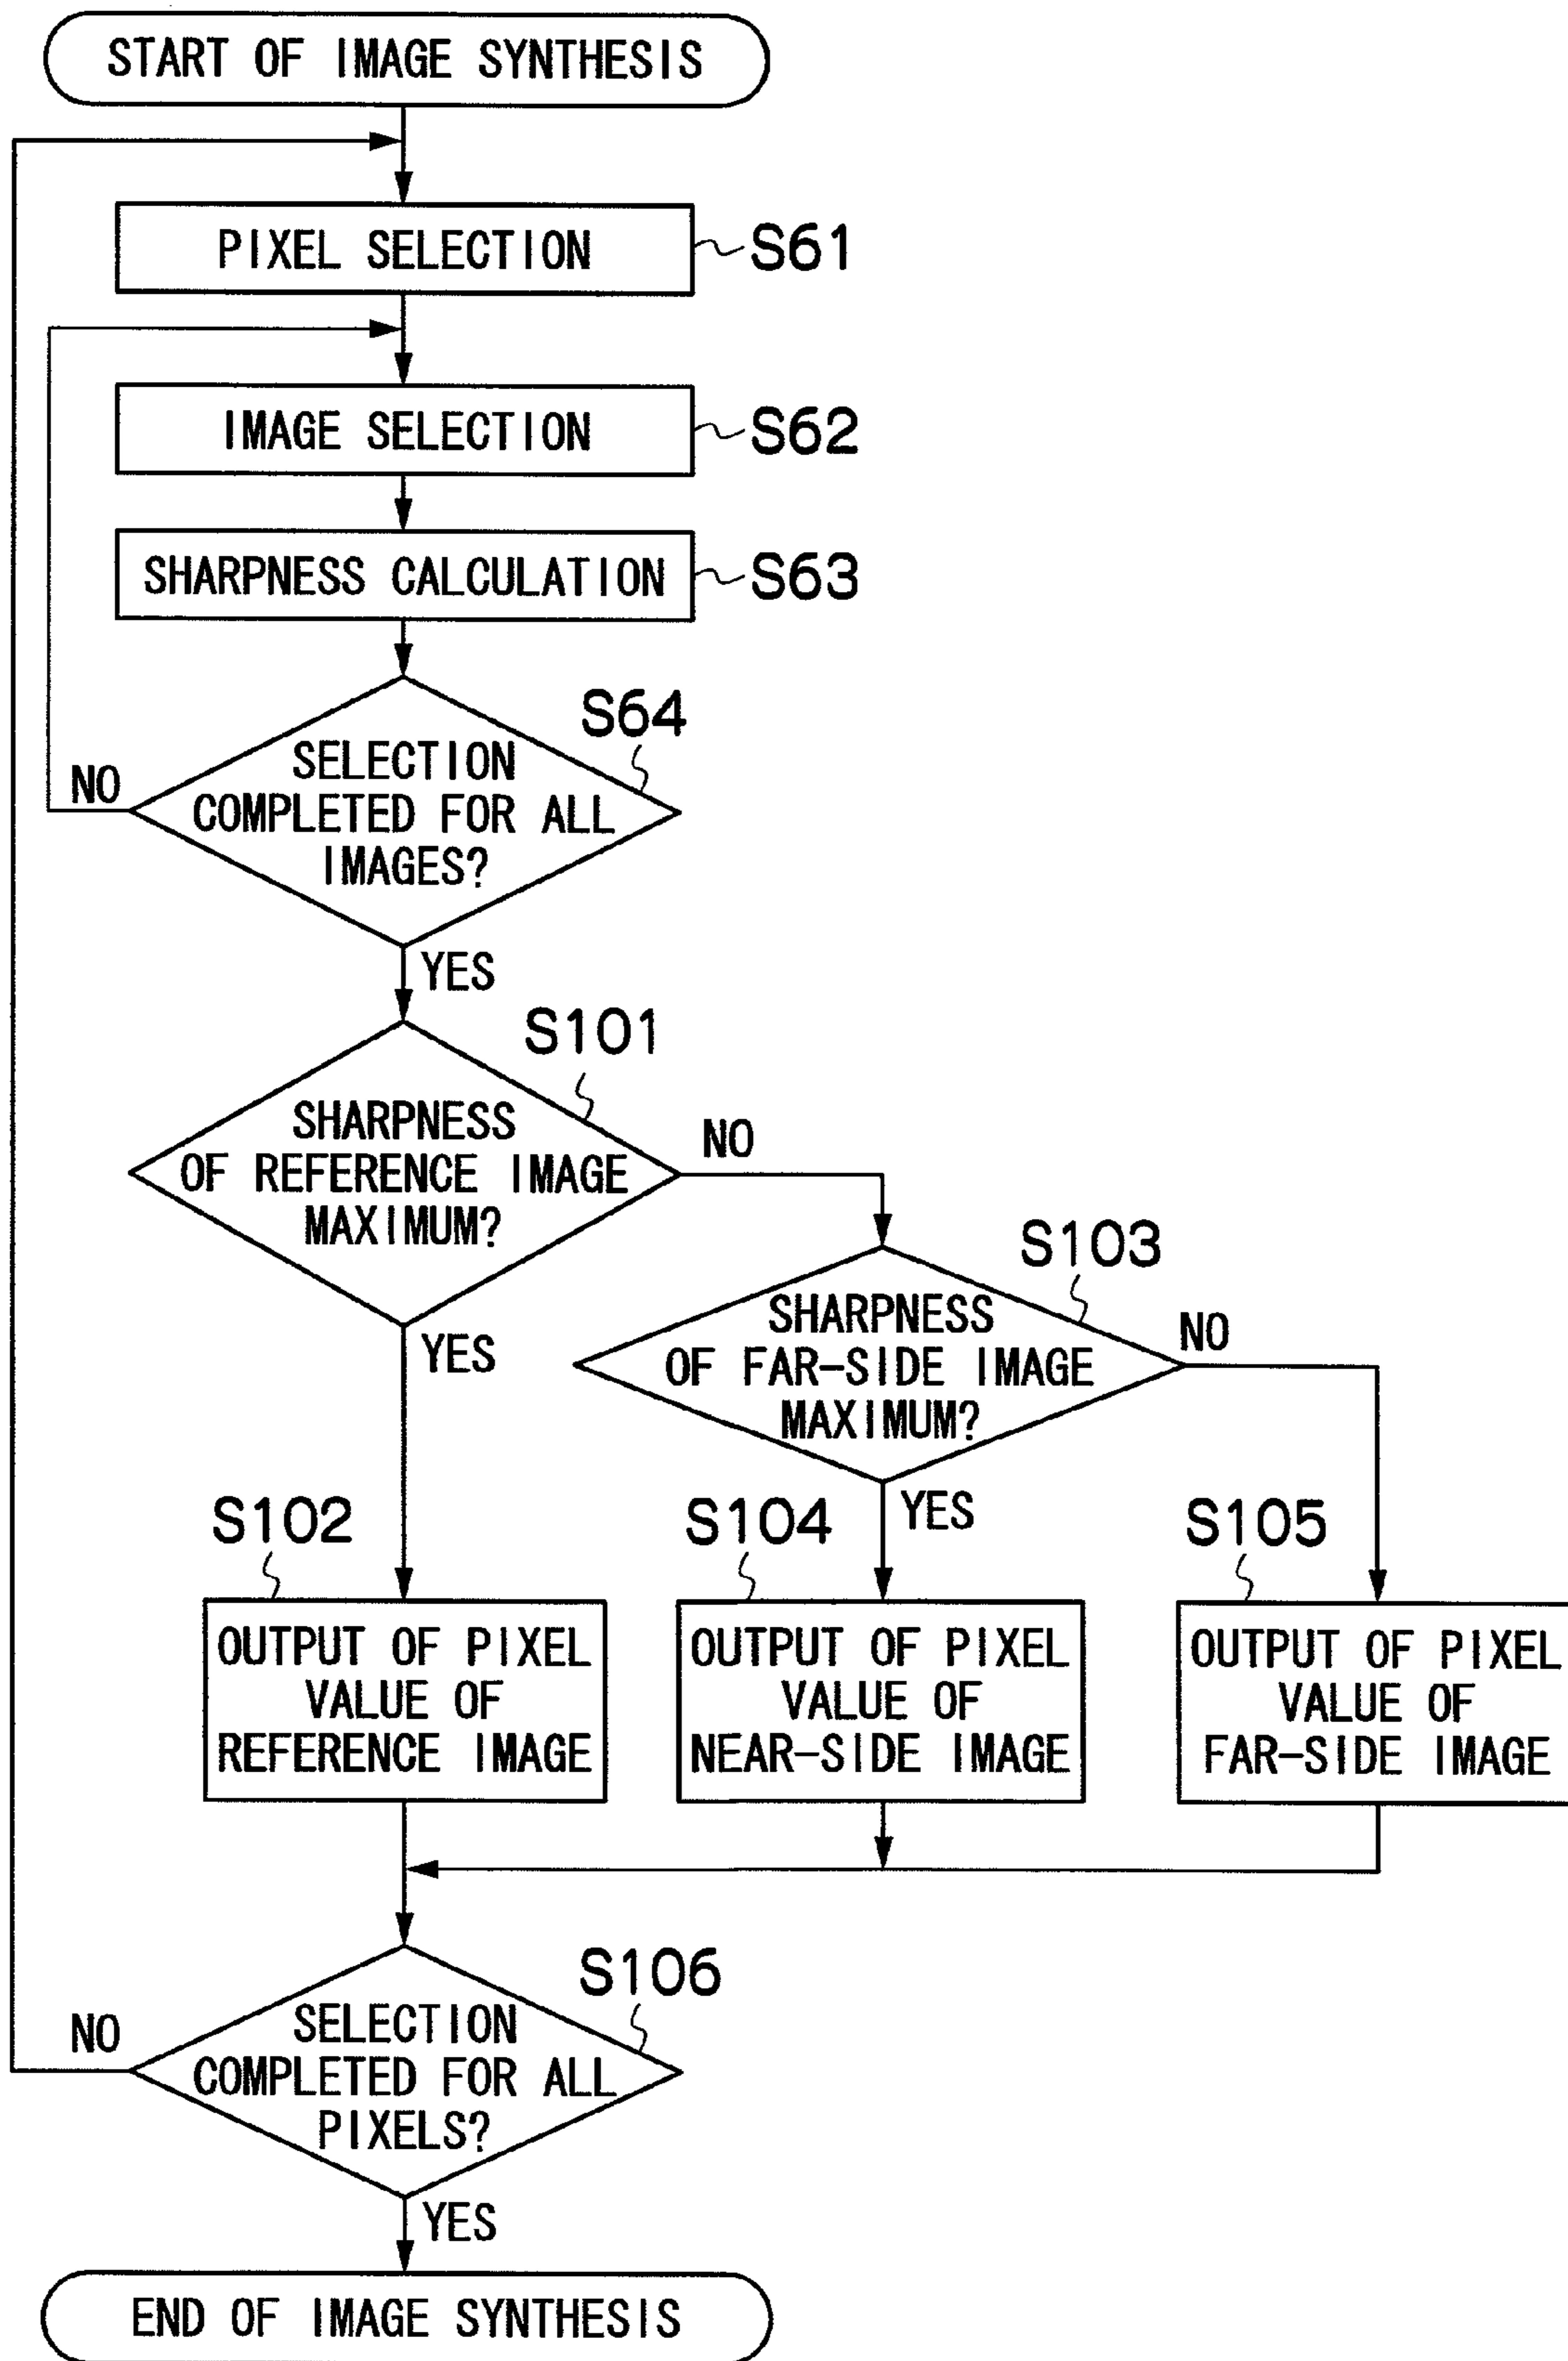 START OF IMAGE SYNTHESIS
PIXEL SELECTION
S61
IMAGE SELECTION
S62
SHARPNESS CALCULATION
S63
S64
SELECTION
COMPLETED FOR ALL
IMAGES?
NO
YES
S101
SHARPNESS
OF REFERENCE IMAGE
MAXIMUM?
NO
YES
S103
SHARPNESS
OF FAR-SIDE IMAGE
MAXIMUM?
NO
YES
S102
OUTPUT OF PIXEL
VALUE OF
REFERENCE IMAGE
S104
OUTPUT OF PIXEL
VALUE OF
NEAR-SIDE IMAGE
S105
OUTPUT OF PIXEL
VALUE OF
FAR-SIDE IMAGE
S106
SELECTION
COMPLETED FOR ALL
PIXELS?
NO
YES
END OF IMAGE SYNTHESIS